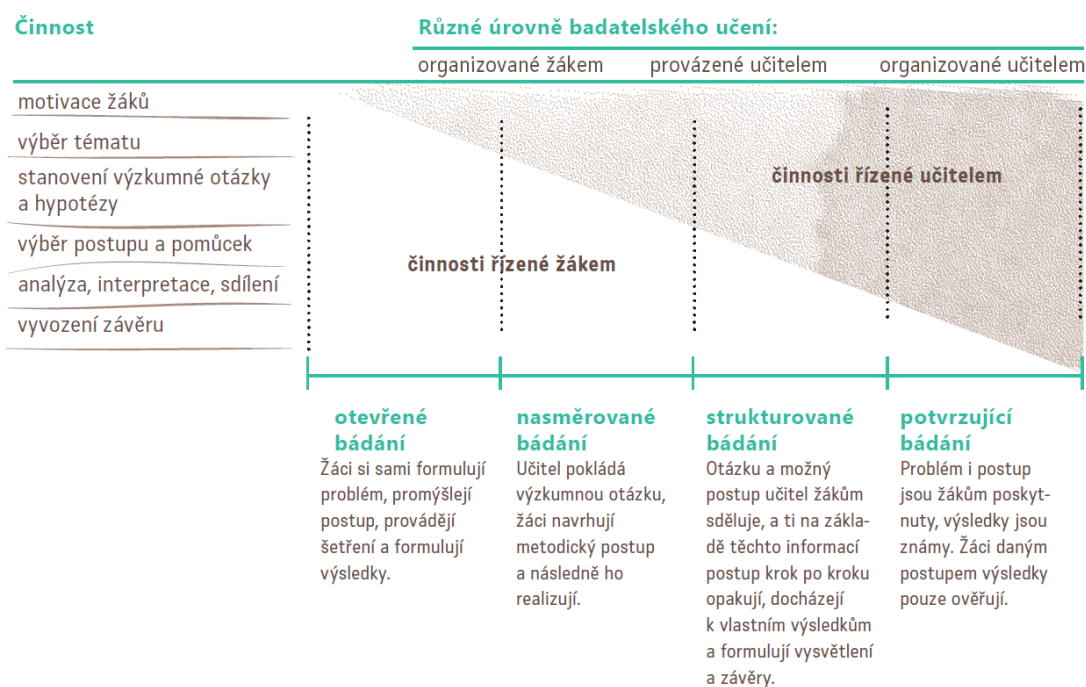 Činnost
Různé úrovně badatelského učení:
organizované žákem
provázené učitelem
organizované učitelem
motivace žáků
výběr tématu
stanovení výzkumné otázky
a hypotézy
výběr postupu a pomůcek
analýza, interpretace, sdílení
vyvození závěru
činnosti řízené učitelem
činnosti řízené žákem
otevřené
bádání
Žáci si sami formulují
problém, promýšlejí
postup, provádějí
šetření a formulují
výsledky.
nasměrované
bádání
Učitel pokládá
výzkumnou otázku,
žáci navrhují
metodický postup
a následně ho
realizují.
strukturované
bádání
Otázku a možný
postup učitel žákům
sděluje, a ti na zákla-
dě těchto informací
postup krok po kroku
opakují, docházejí
k vlastním výsledkům
a formulují vysvětlení
a závěry.
potvrzující
bádání
Problém i postup
jsou žákům poskyt-
nuty, výsledky jsou
známy. Žáci daným
postupem výsledky
pouze ověřují.